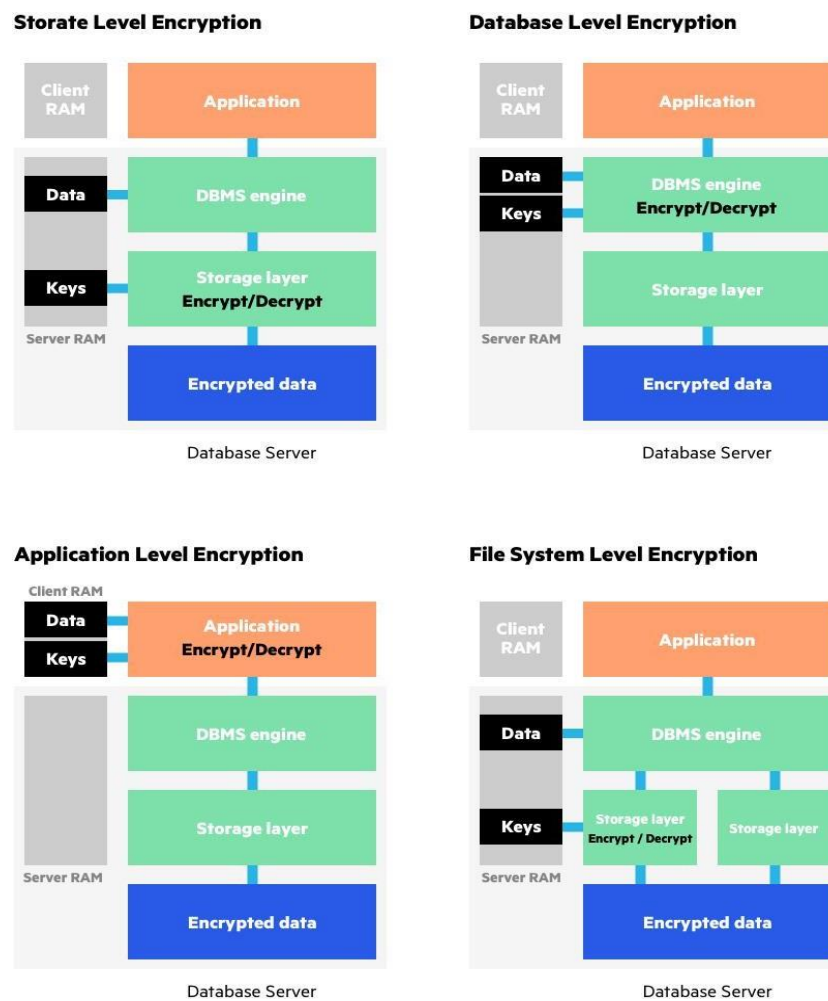 Storate Level Encryption
Client
RAM
Application
Data
DBMS engine
Keys
Storage layer
Encrypt/Decrypt
Server RAM
Encrypted data
Database Server
Database Level Encryption
Client
RAM
Application
Data
Keys
DBMS engine
Encrypt/Decrypt
Storage layer
Server RAM
Encrypted data
Database Server
Application Level Encryption
Client RAM
Data
Keys
Application
Encrypt/Decrypt
DBMS engine
Storage layer
Server RAM
Encrypted data
Database Server
File System Level Encryption
Client
RAM
Application
Data
DBMS engine
Keys
Storage layer
Encrypt / Decrypt
Storage layer
Server RAM
Encrypted data
Database Server